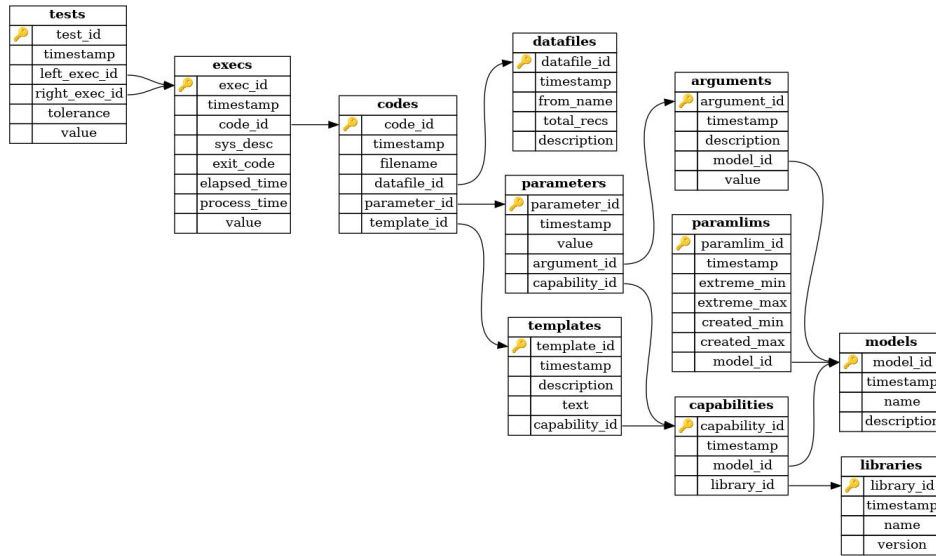 tests
test_id
timestamp
left_exec_id
right_exec_id
tolerance
value
execs
exec_id
timestamp
code_id
sys_desc
exit_code
elapsed_time
process_time
value
codes
code_id
timestamp
filename
datafile_id
parameter_id
template_id
datafiles
datafile_id
timestamp
from_name
total_recs
description
parameters
parameter_id
timestamp
value
argument_id
capability_id
templates
template_id
timestamp
description
text
capability_id
arguments
argument_id
timestamp
description
model_id
value
paramlims
paramlim_id
timestamp
extreme_min
extreme_max
created_min
created_max
model_id
capabilities
capability_id
timestamp
model_id
library_id
models
model_id
timestamp
name
description
libraries
library_id
timestamp
name
version